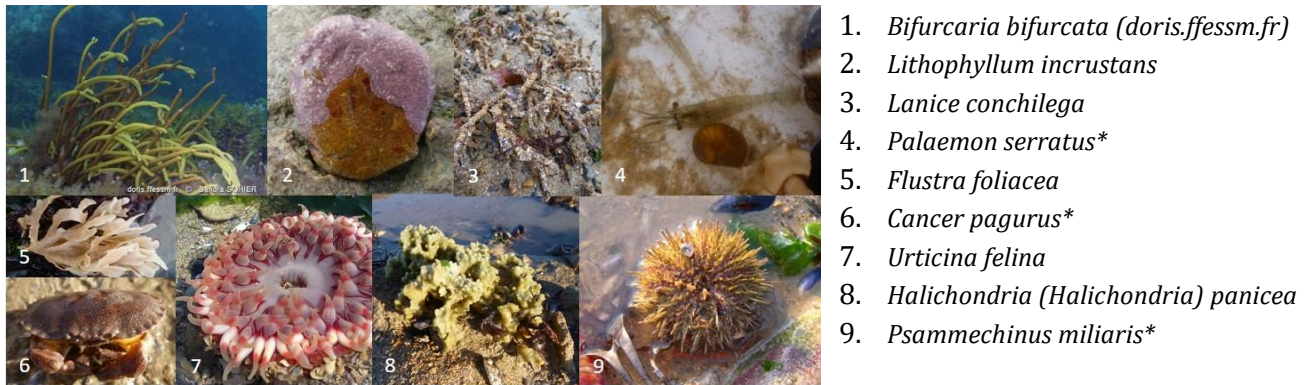 1
doris.ffessm.fr © Sandra SOHIER
2
3
4
5
6
7
8
9
1. Bifurcaria bifurcata (doris.ffessm.fr)
2. Lithophyllum incrustans
3. Lanice conchilega
4. Palaemon serratus*
5. Flustra foliacea
6. Cancer pagurus*
7. Urticina felina
8. Halichondria (Halichondria) panicea
9. Psammechinus miliaris*